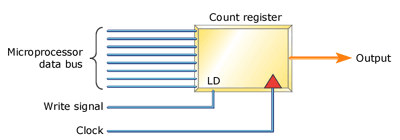 Count register
Microprocessor
data bus
Output
LD
Write signal
Clock